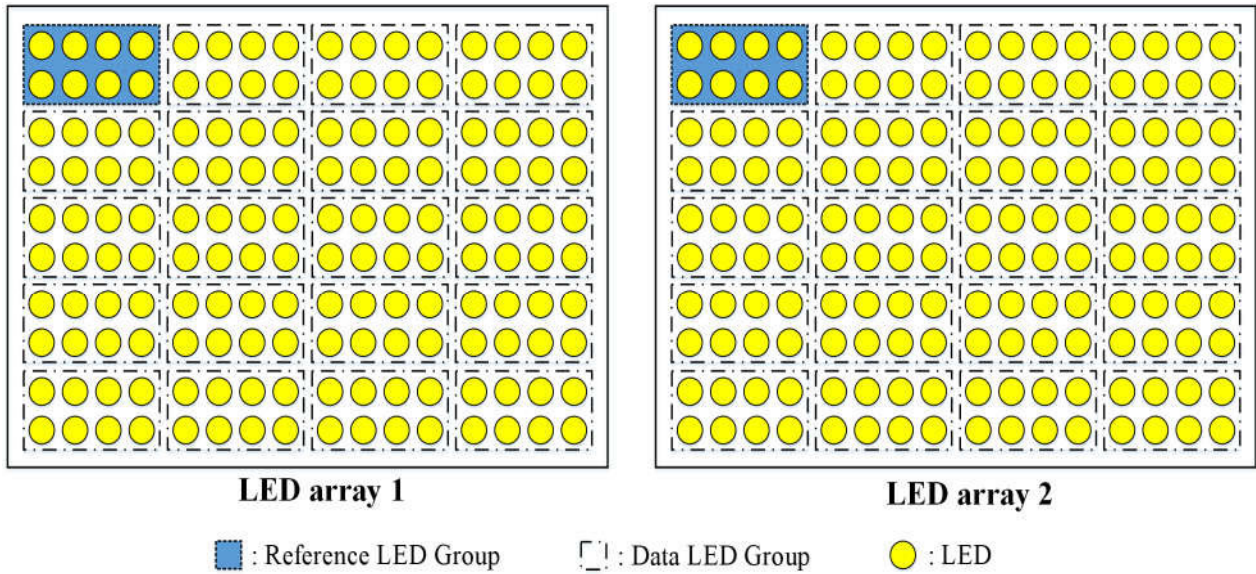 LED array 1
LED array 2
: Reference LED Group
: Data LED Group
: LED